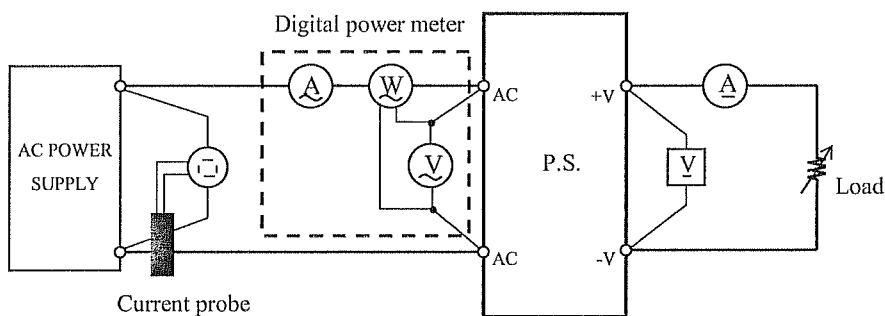 Digital power meter
A
W
AC
+V
AC POWER
SUPPLY
V
P.S.
A
V
Load
AC
-V
Current probe